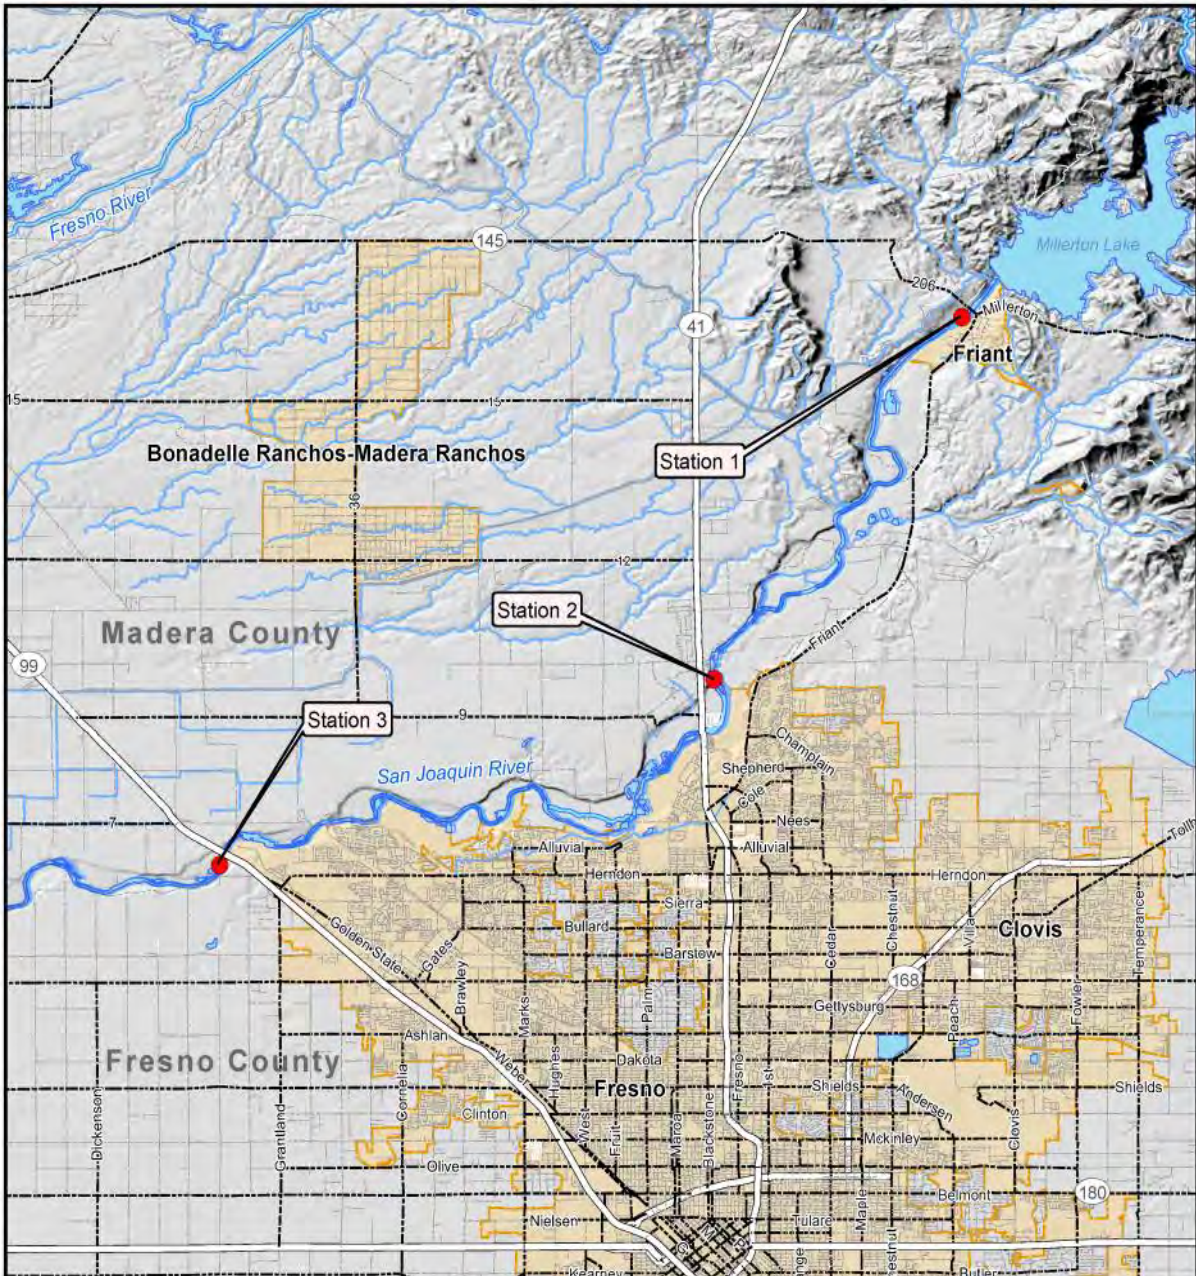 Fresno River
145
Millerton Lake
206
Millerton
41
Friant
15
15
Bonadelle Ranchos-Madera Ranchos
Station 1
36
12
Station 2
Madera County
Friant
99
Station 3
9
San Joaquin River
Champlain
Shepherd
Cole
7
Nees
Tollh
Alluvial
Alluvial
Herndon
Herndon
Sierra
Golden State
Gates
Bullard
Barstow
Cedar
Chestnut
Villa
Clovis
Temperance
168
Brawley
Marks
Palm
Gettysburg
Peach
Fowler
Ashlan
Weber
Hughes
Dakota
Fresno County
Fresno
Fresno
1st
Shields
Andersen
Shields
Dickenson
Grantland
Cornelia
Clinton
West
Fruit
Maroa
Blackstone
Mckinley
Clovis
Olive
Maple
Belmont
180
Nielsen
M
P
G
Tulare
hestnut
Kearney
Butler